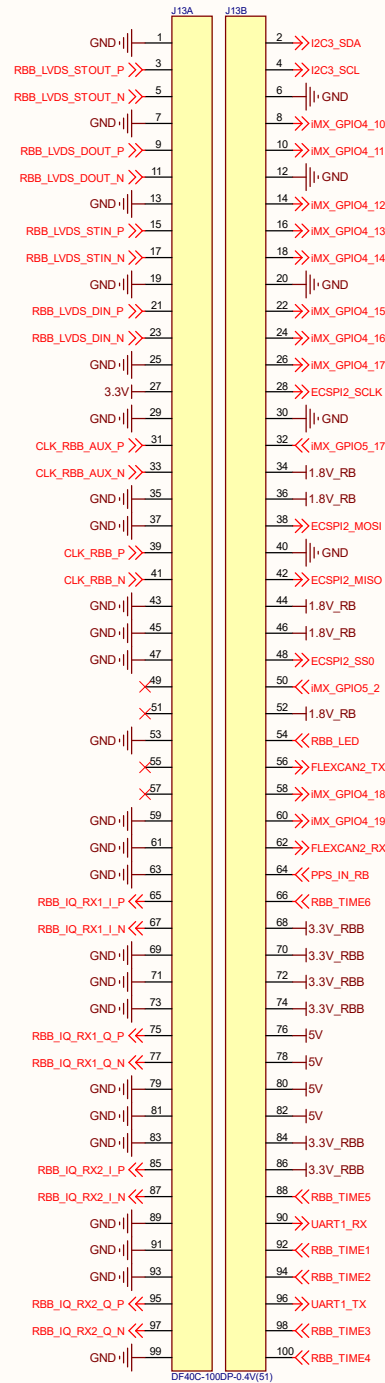 J13A J13B
GND 1 2 I2C3_SDA
RBB_LVDS_STOUT_P 3 4 I2C3_SCL
RBB_LVDS_STOUT_N 5 6 GND
GND 7 8 iMX_GPIO4_10
RBB_LVDS_DOUT_P 9 10 iMX_GPIO4_11
RBB_LVDS_DOUT_N 11 12 GND
GND 13 14 iMX_GPIO4_12
RBB_LVDS_STIN_P 15 16 iMX_GPIO4_13
RBB_LVDS_STIN_N 17 18 iMX_GPIO4_14
GND 19 20 GND
RBB_LVDS_DIN_P 21 22 iMX_GPIO4_15
RBB_LVDS_DIN_N 23 24 iMX_GPIO4_16
GND 25 26 iMX_GPIO4_17
3.3V 27 28 ECSPI2_SCLK
GND 29 30 GND
CLK_RBB_AUX_P 31 32 iMX_GPIO5_17
CLK_RBB_AUX_N 33 34 1.8V_RB
GND 35 36 1.8V_RB
GND 37 38 ECSPI2_MOSI
CLK_RBB_P 39 40 GND
CLK_RBB_N 41 42 ECSPI2_MISO
GND 43 44 1.8V_RB
GND 45 46 1.8V_RB
GND 47 48 ECSPI2_SS0
49 50 iMX_GPIO5_2
51 52 1.8V_RB
GND 53 54 RBB_LED
55 56 FLEXCAN2_TX
57 58 iMX_GPIO4_18
GND 59 60 iMX_GPIO4_19
GND 61 62 FLEXCAN2_RX
GND 63 64 PPS_IN_RB
RBB_IQ_RX1_I_P 65 66 RBB_TIME6
RBB_IQ_RX1_I_N 67 68 3.3V_RBB
GND 69 70 3.3V_RBB
GND 71 72 3.3V_RBB
GND 73 74 3.3V_RBB
RBB_IQ_RX1_Q_P 75 76 5V
RBB_IQ_RX1_Q_N 77 78 5V
GND 79 80 5V
GND 81 82 5V
GND 83 84 3.3V_RBB
RBB_IQ_RX2_I_P 85 86 3.3V_RBB
RBB_IQ_RX2_I_N 87 88 RBB_TIME5
GND 89 90 UART1_RX
GND 91 92 RBB_TIME1
GND 93 94 RBB_TIME2
RBB_IQ_RX2_Q_P 95 96 UART1_TX
RBB_IQ_RX2_Q_N 97 98 RBB_TIME3
GND 99 100 RBB_TIME4
DF40C-100DP-0.4V(51)